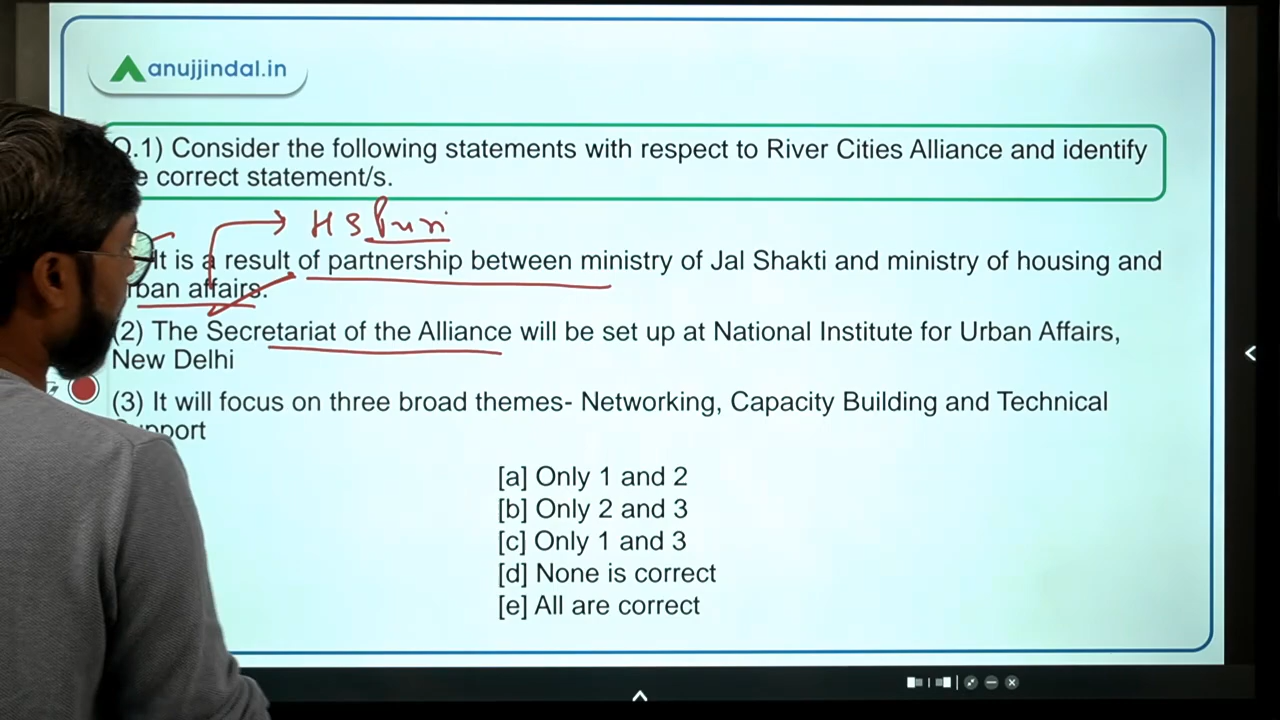 anujjindal.in
Q.1) Consider the following statements with respect to River Cities Alliance and identify
e correct statement/s.
H S Puri
It is a result of partnership between ministry of Jal Shakti and ministry of housing and
rban affairs.
(2) The Secretariat of the Alliance will be set up at National Institute for Urban Affairs,
New Delhi
(3) It will focus on three broad themes- Networking, Capacity Building and Technical
pport
[a] Only 1 and 2
[b] Only 2 and 3
[c] Only 1 and 3
[d] None is correct
[e] All are correct